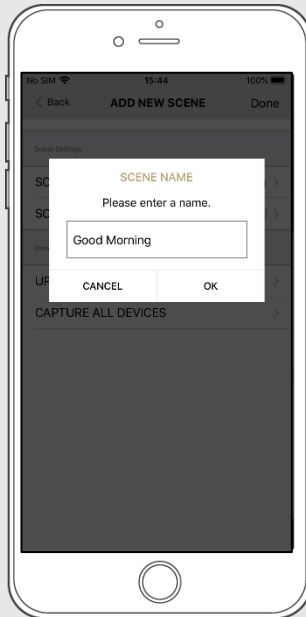 No SIM 15:44 100%
Back ADD NEW SCENE Done
Scene Settings
SC
SCENE NAME
Please enter a name.
SC
Good Morning
UP
CANCEL OK
CAPTURE ALL DEVICES